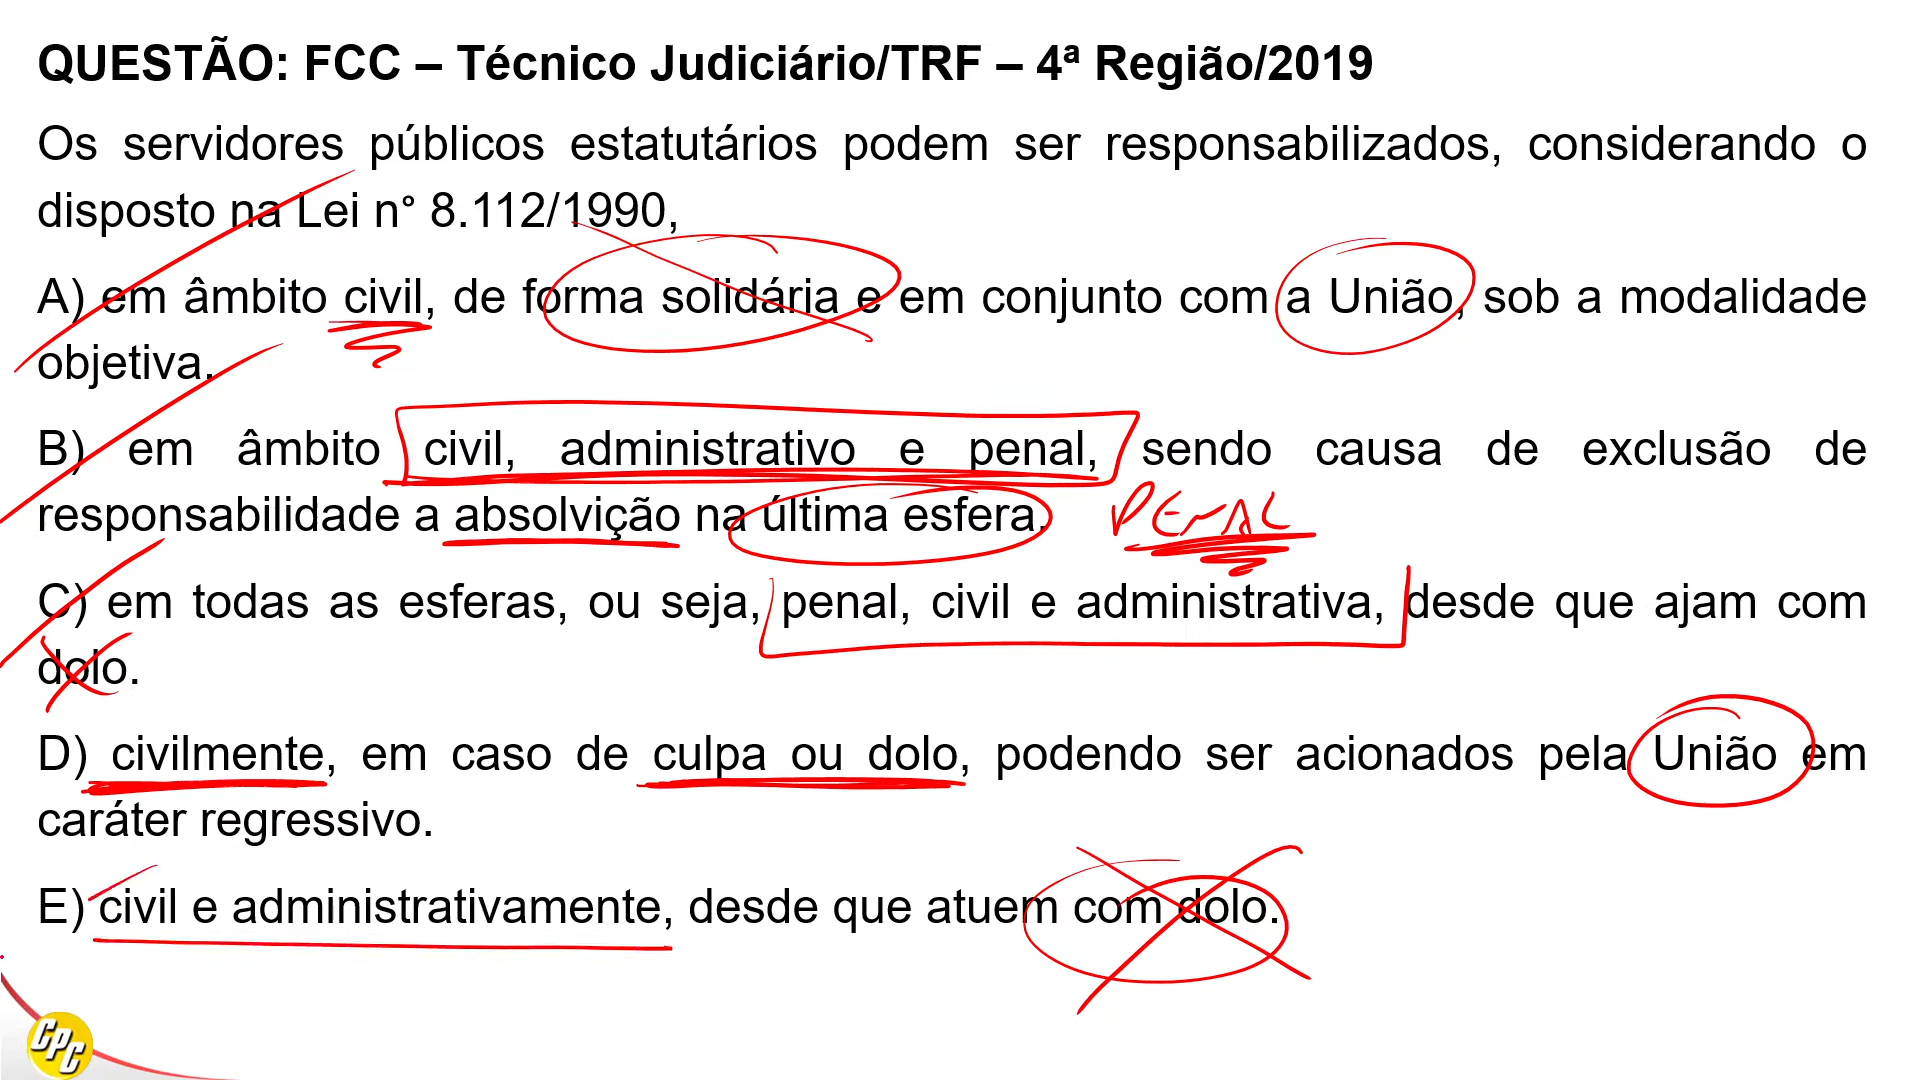 QUESTÃO: FCC – Técnico Judiciário/TRF – 4ª Região/2019
Os servidores públicos estatutários podem ser responsabilizados, considerando o
disposto na Lei n° 8.112/1990,
A) em âmbito civil, de forma solidária e em conjunto com a União, sob a modalidade
objetiva.
B) em âmbito civil, administrativo e penal, sendo causa de exclusão de
responsabilidade a absolvição na última esfera.
PENAL
C) em todas as esferas, ou seja, penal, civil e administrativa, desde que ajam com
dolo.
D) civilmente, em caso de culpa ou dolo, podendo ser acionados pela União em
caráter regressivo.
E) civil e administrativamente, desde que atuem com dolo.
CPC